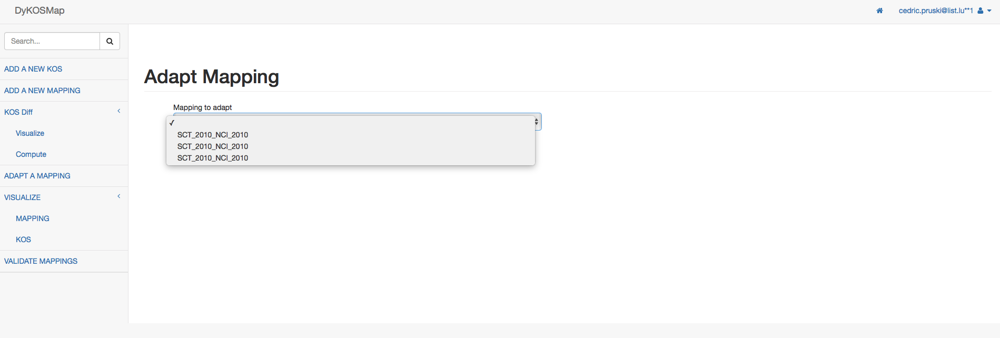 DyKOSMap
cedric.pruski@list.lu**1
Search...
ADD A NEW KOS
ADD A NEW MAPPING
KOS Diff
Visualize
Compute
ADAPT A MAPPING
VISUALIZE
MAPPING
KOS
VALIDATE MAPPINGS
Adapt Mapping
Mapping to adapt
SCT_2010_NCI_2010
SCT_2010_NCI_2010
SCT_2010_NCI_2010